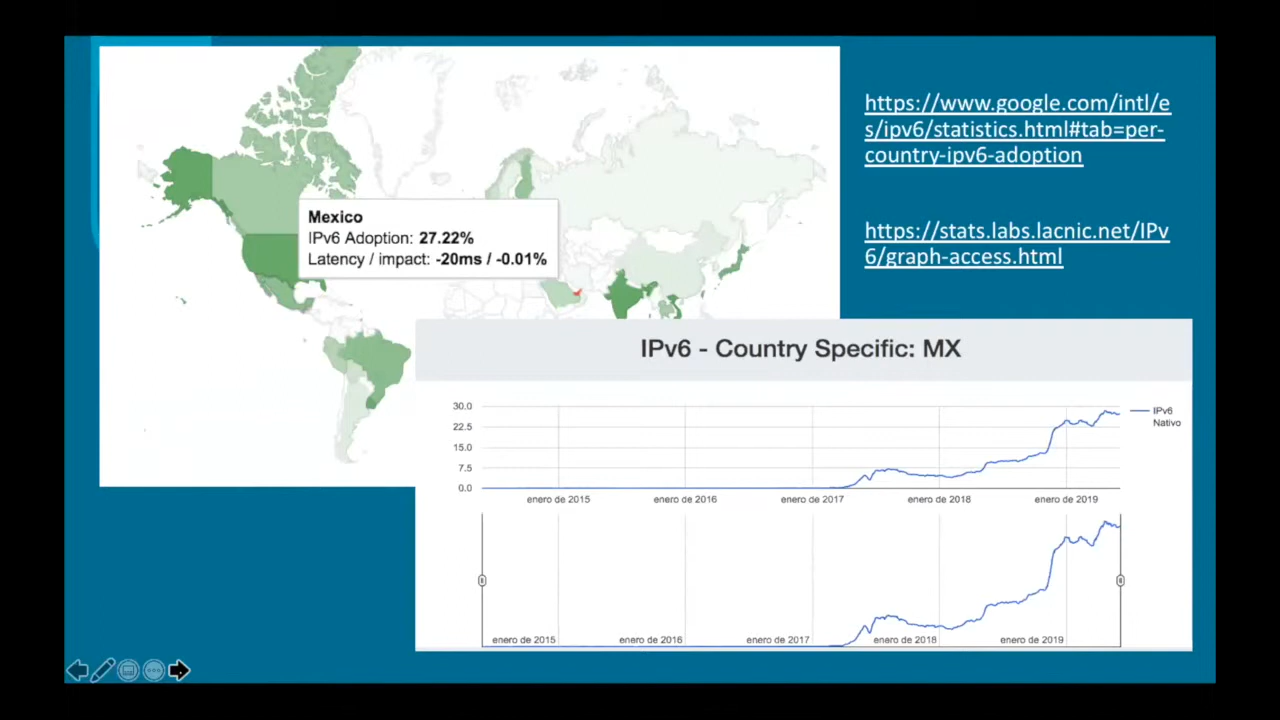 https://www.google.com/intl/e
s/ipv6/statistics.html#tab=per-
country-ipv6-adoption
https://stats.labs.lacnic.net/IPv
6/graph-access.html
Mexico
IPv6 Adoption: 27.22%
Latency / impact: -20ms / -0.01%
IPv6 - Country Specific: MX
30.0
22.5
15.0
7.5
0.0
IPv6
Nativo
enero de 2015 enero de 2016 enero de 2017 enero de 2018 enero de 2019
enero de 2015 enero de 2016 enero de 2017 enero de 2018 enero de 2019